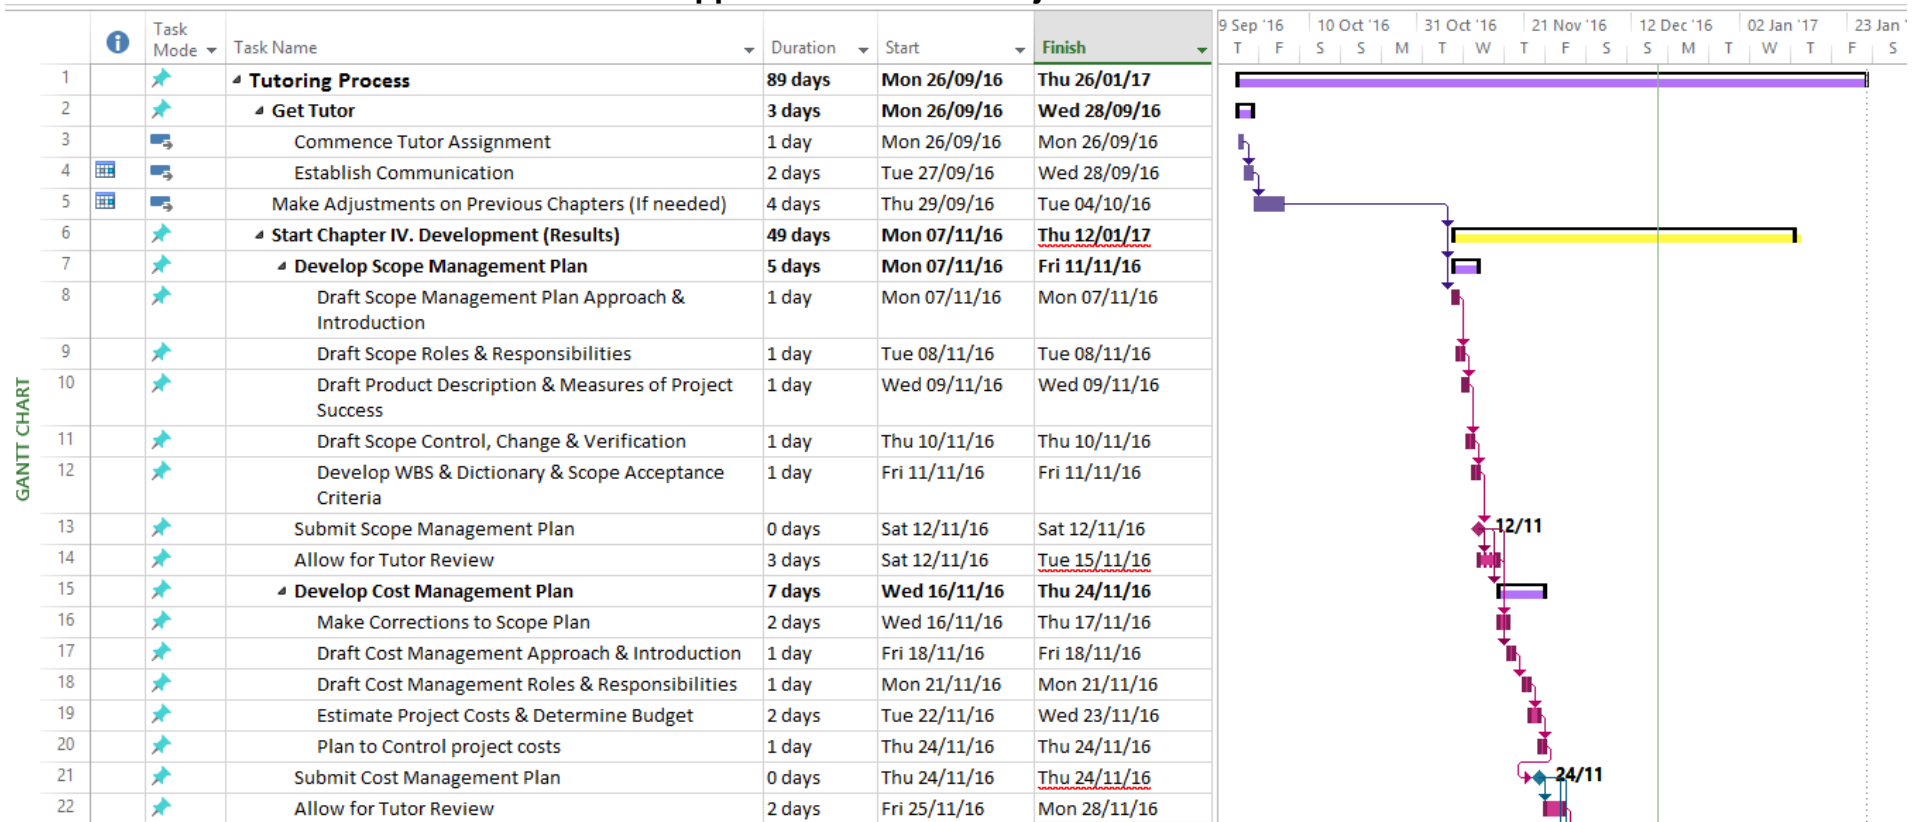 Task
Mode Task Name Duration Start Finish
9 Sep '16 10 Oct '16 31 Oct '16 21 Nov '16 12 Dec '16 02 Jan '17 23 Jan '
T F S S M T W T F S S M T W T F S
1 Tutoring Process 89 days Mon 26/09/16 Thu 26/01/17
2 Get Tutor 3 days Mon 26/09/16 Wed 28/09/16
3 Commence Tutor Assignment 1 day Mon 26/09/16 Mon 26/09/16
4 Establish Communication 2 days Tue 27/09/16 Wed 28/09/16
5 Make Adjustments on Previous Chapters (If needed) 4 days Thu 29/09/16 Tue 04/10/16
6 Start Chapter IV. Development (Results) 49 days Mon 07/11/16 Thu 12/01/17
7 Develop Scope Management Plan 5 days Mon 07/11/16 Fri 11/11/16
8 Draft Scope Management Plan Approach & 1 day Mon 07/11/16 Mon 07/11/16
Introduction
9 Draft Scope Roles & Responsibilities 1 day Tue 08/11/16 Tue 08/11/16
10 Draft Product Description & Measures of Project 1 day Wed 09/11/16 Wed 09/11/16
Success
11 Draft Scope Control, Change & Verification 1 day Thu 10/11/16 Thu 10/11/16
12 Develop WBS & Dictionary & Scope Acceptance 1 day Fri 11/11/16 Fri 11/11/16
Criteria
13 Submit Scope Management Plan 0 days Sat 12/11/16 Sat 12/11/16 12/11
14 Allow for Tutor Review 3 days Sat 12/11/16 Tue 15/11/16
15 Develop Cost Management Plan 7 days Wed 16/11/16 Thu 24/11/16
16 Make Corrections to Scope Plan 2 days Wed 16/11/16 Thu 17/11/16
17 Draft Cost Management Approach & Introduction 1 day Fri 18/11/16 Fri 18/11/16
18 Draft Cost Management Roles & Responsibilities 1 day Mon 21/11/16 Mon 21/11/16
19 Estimate Project Costs & Determine Budget 2 days Tue 22/11/16 Wed 23/11/16
20 Plan to Control project costs 1 day Thu 24/11/16 Thu 24/11/16
21 Submit Cost Management Plan 0 days Thu 24/11/16 Thu 24/11/16 24/11
22 Allow for Tutor Review 2 days Fri 25/11/16 Mon 28/11/16
GANTT CHART